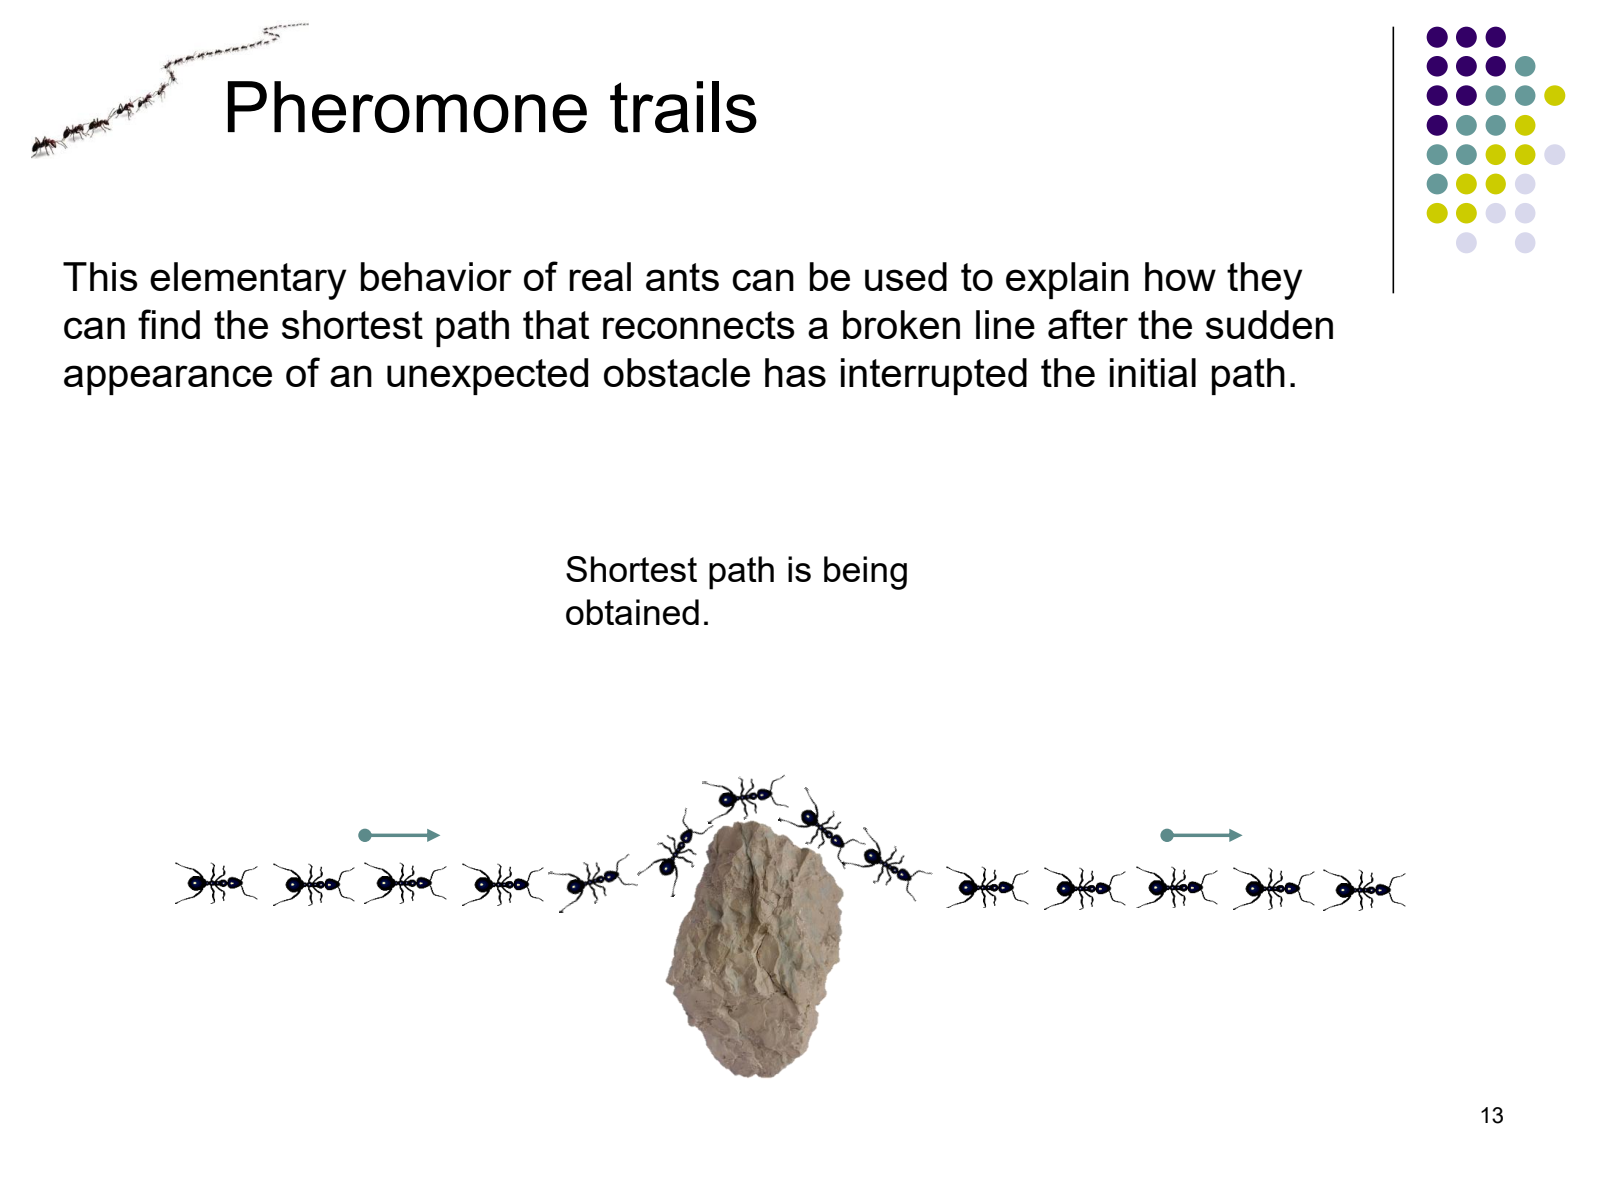 Pheromone trails
This elementary behavior of real ants can be used to explain how they
can find the shortest path that reconnects a broken line after the sudden
appearance of an unexpected obstacle has interrupted the initial path.
Shortest path is being
obtained.
13